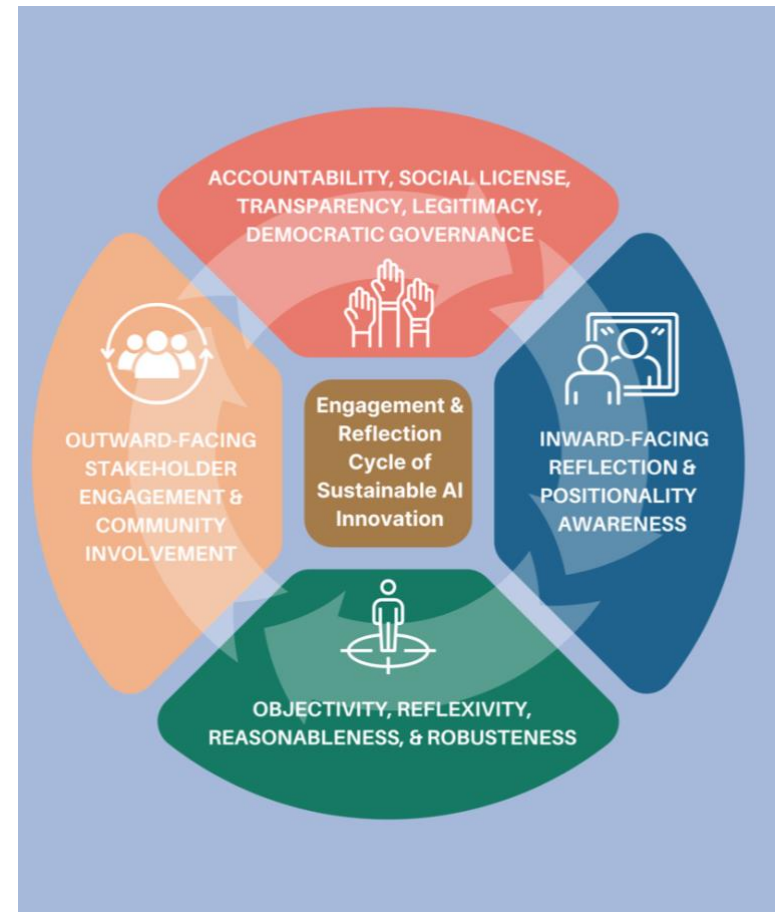 ACCOUNTABILITY, SOCIAL LICENSE,
TRANSPARENCY, LEGITIMACY,
DEMOCRATIC GOVERNANCE
OUTWARD-FACING
STAKEHOLDER
ENGAGEMENT &
COMMUNITY
INVOLVEMENT
Engagement &
Reflection
Cycle of
Sustainable AI
Innovation
INWARD-FACING
REFLECTION &
POSITIONALITY
AWARENESS
OBJECTIVITY, REFLEXIVITY,
REASONABLENESS, & ROBUSTENESS